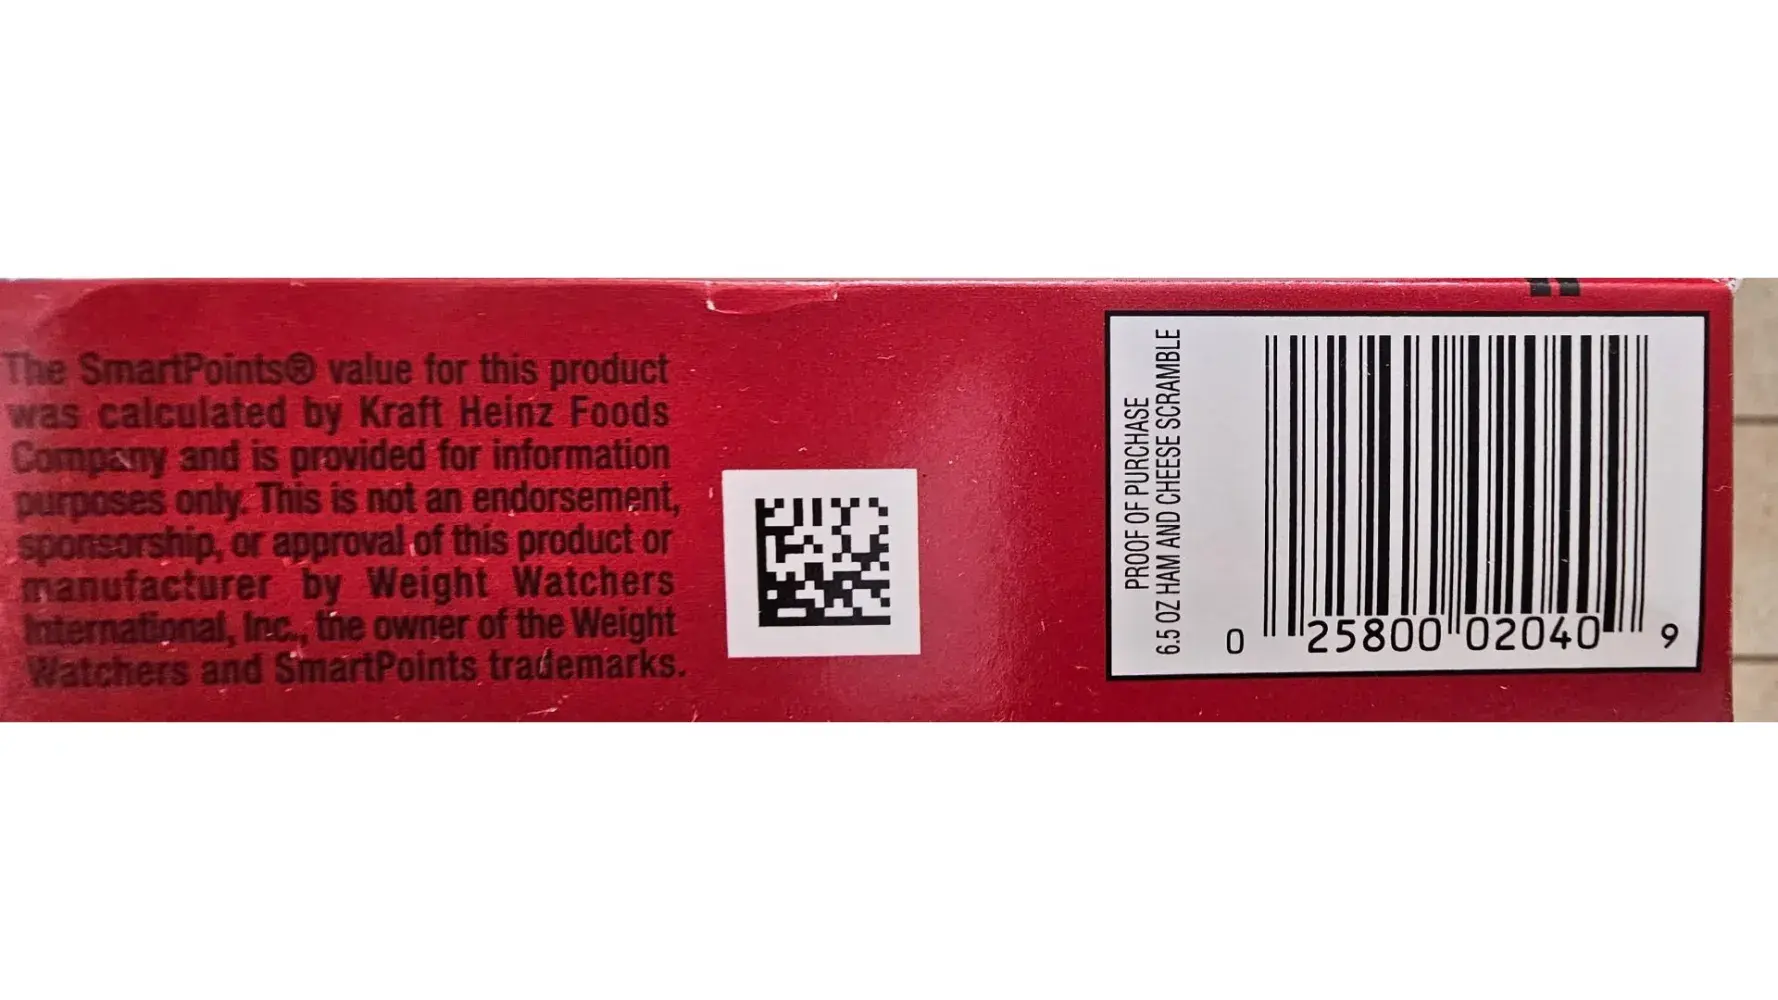 The SmartPoints® value for this product
was calculated by Kraft Heinz Foods
Company and is provided for information
purposes only. This is not an endorsement,
sponsorship, or approval of this product or
manufacturer by Weight Watchers
International, Inc., the owner of the Weight
Watchers and SmartPoints trademarks.
PROOF OF PURCHASE
6.5 OZ HAM AND CHEESE SCRAMBLE
0 25800 02040 9